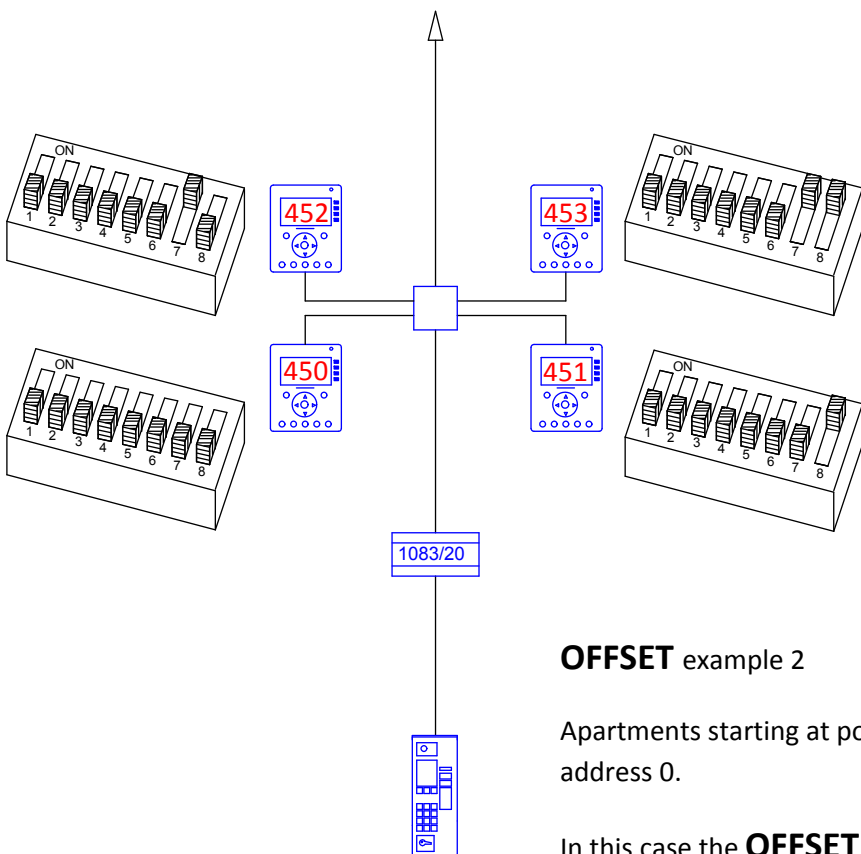 ON
1 2 3 4 5 6 7 8
452
453
ON
1 2 3 4 5 6 7 8
ON
1 2 3 4 5 6 7 8
450
451
ON
1 2 3 4 5 6 7 8
1083/20
OFFSET example 2
Apartments starting at
address 0.
In this case the OFFSET